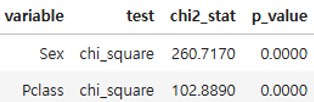 variable test chi2_stat p_value
Sex chi_square 260.7170 0.0000
Pclass chi_square 102.8890 0.0000